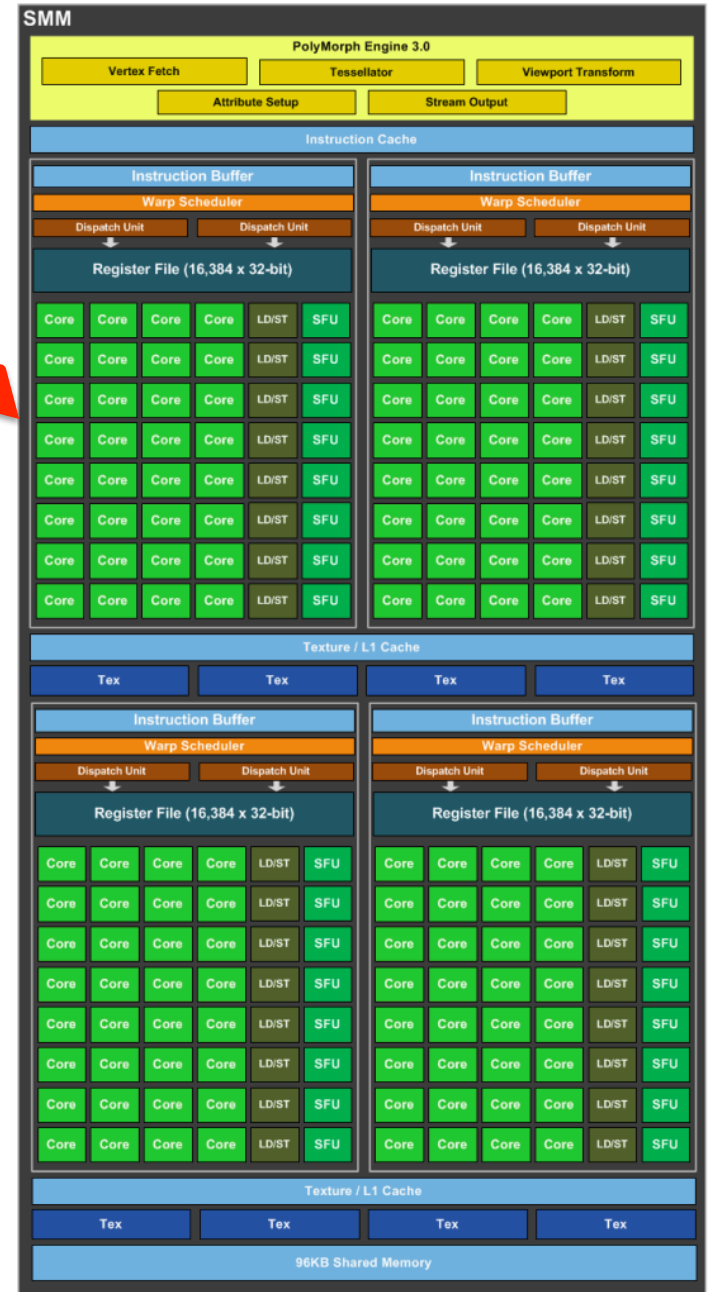 SMM
PolyMorph Engine 3.0
Vertex Fetch Tessellator Viewport Transform
Attribute Setup Stream Output
Instruction Cache
Instruction Buffer Instruction Buffer
Warp Scheduler Warp Scheduler
Dispatch Unit Dispatch Unit Dispatch Unit Dispatch Unit
Register File (16,384 x 32-bit) Register File (16,384 x 32-bit)
Core Core Core Core LD/ST SFU Core Core Core Core LD/ST SFU
Core Core Core Core LD/ST SFU Core Core Core Core LD/ST SFU
Core Core Core Core LD/ST SFU Core Core Core Core LD/ST SFU
Core Core Core Core LD/ST SFU Core Core Core Core LD/ST SFU
Core Core Core Core LD/ST SFU Core Core Core Core LD/ST SFU
Core Core Core Core LD/ST SFU Core Core Core Core LD/ST SFU
Core Core Core Core LD/ST SFU Core Core Core Core LD/ST SFU
Core Core Core Core LD/ST SFU Core Core Core Core LD/ST SFU
Texture / L1 Cache
Tex Tex Tex Tex
Instruction Buffer Instruction Buffer
Warp Scheduler Warp Scheduler
Dispatch Unit Dispatch Unit Dispatch Unit Dispatch Unit
Register File (16,384 x 32-bit) Register File (16,384 x 32-bit)
Core Core Core Core LD/ST SFU Core Core Core Core LD/ST SFU
Core Core Core Core LD/ST SFU Core Core Core Core LD/ST SFU
Core Core Core Core LD/ST SFU Core Core Core Core LD/ST SFU
Core Core Core Core LD/ST SFU Core Core Core Core LD/ST SFU
Core Core Core Core LD/ST SFU Core Core Core Core LD/ST SFU
Core Core Core Core LD/ST SFU Core Core Core Core LD/ST SFU
Core Core Core Core LD/ST SFU Core Core Core Core LD/ST SFU
Core Core Core Core LD/ST SFU Core Core Core Core LD/ST SFU
Texture / L1 Cache
Tex Tex Tex Tex
96KB Shared Memory